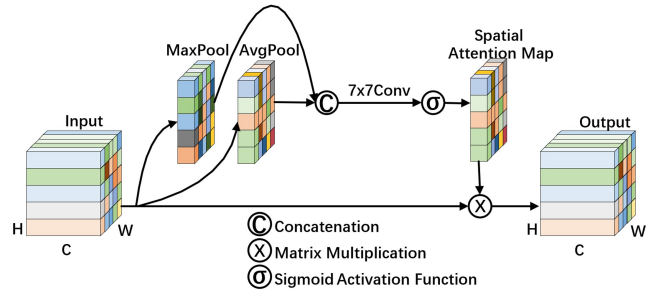 Spatial
MaxPool AvgPool Attention Map
Input C 7x7Conv σ Output
H W X H W
C C Concatenation C
X Matrix Multiplication
σ Sigmoid Activation Function